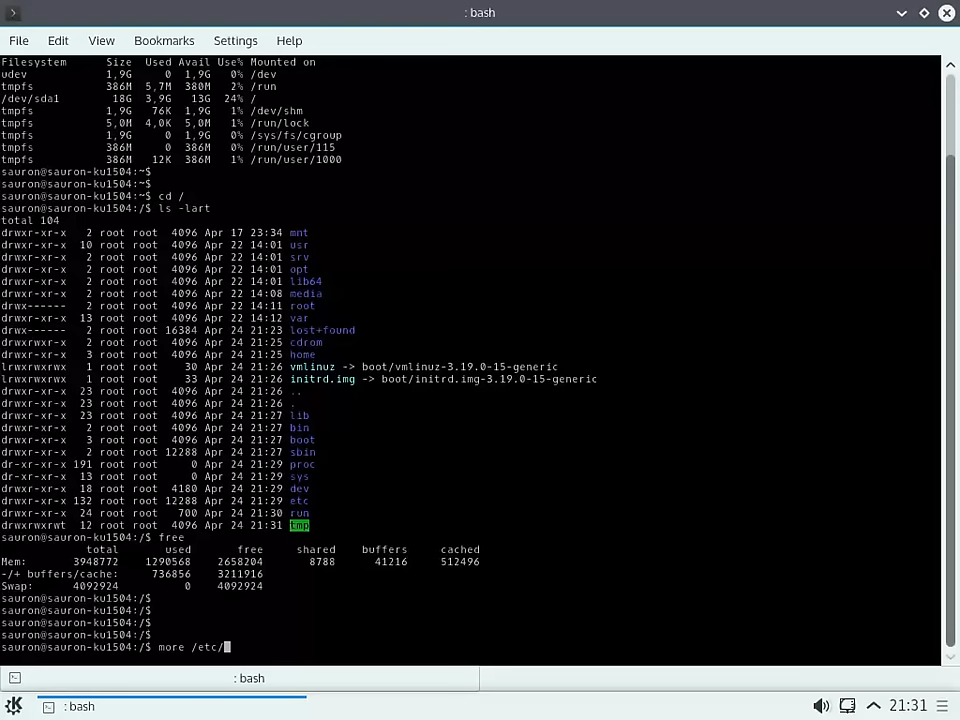 : bash
File Edit View Bookmarks Settings Help
Filesystem Size Used Avail Use% Mounted on
udev 1,9G 0 1,9G 0% /dev
tmpfs 386M 5,7M 380M 2% /run
/dev/sda1 18G 3,9G 13G 24% /
tmpfs 1,9G 76K 1,9G 1% /dev/shm
tmpfs 5,0M 4,0K 5,0M 1% /run/lock
tmpfs 1,9G 0 1,9G 0% /sys/fs/cgroup
tmpfs 386M 0 386M 0% /run/user/115
tmpfs 386M 12K 386M 1% /run/user/1000
sauron@sauron-ku1504:~$
sauron@sauron-ku1504:~$
sauron@sauron-ku1504:~$ cd /
sauron@sauron-ku1504:/$ ls -lart
total 104
drwxr-xr-x 2 root root 4096 Apr 17 23:34 mnt
drwxr-xr-x 10 root root 4096 Apr 22 14:01 usr
drwxr-xr-x 2 root root 4096 Apr 22 14:01 srv
drwxr-xr-x 2 root root 4096 Apr 22 14:01 opt
drwxr-xr-x 2 root root 4096 Apr 22 14:01 lib64
drwxr-xr-x 2 root root 4096 Apr 22 14:08 media
drwx------ 2 root root 4096 Apr 22 14:11 root
drwxr-xr-x 13 root root 4096 Apr 22 14:12 var
drwx------ 2 root root 16384 Apr 24 21:23 lost+found
drwxrwxr-x 2 root root 4096 Apr 24 21:25 cdrom
drwxr-xr-x 3 root root 4096 Apr 24 21:25 home
lrwxrwxrwx 1 root root 30 Apr 24 21:26 vmlinuz -> boot/vmlinuz-3.19.0-15-generic
lrwxrwxrwx 1 root root 33 Apr 24 21:26 initrd.img -> boot/initrd.img-3.19.0-15-generic
drwxr-xr-x 23 root root 4096 Apr 24 21:26 ..
drwxr-xr-x 23 root root 4096 Apr 24 21:26 .
drwxr-xr-x 23 root root 4096 Apr 24 21:27 lib
drwxr-xr-x 2 root root 4096 Apr 24 21:27 bin
drwxr-xr-x 3 root root 4096 Apr 24 21:27 boot
drwxr-xr-x 2 root root 12288 Apr 24 21:27 sbin
dr-xr-xr-x 191 root root 0 Apr 24 21:29 proc
dr-xr-xr-x 13 root root 0 Apr 24 21:29 sys
drwxr-xr-x 18 root root 4180 Apr 24 21:29 dev
drwxr-xr-x 132 root root 12288 Apr 24 21:29 etc
drwxr-xr-x 24 root root 700 Apr 24 21:30 run
drwxrwxrwt 12 root root 4096 Apr 24 21:31 tmp
sauron@sauron-ku1504:/$ free
total used free shared buffers cached
Mem: 3948772 1290568 2658204 8788 41216 512496
-/+ buffers/cache: 736856 3211916
Swap: 4092924 0 4092924
sauron@sauron-ku1504:/$
sauron@sauron-ku1504:/$
sauron@sauron-ku1504:/$
sauron@sauron-ku1504:/$
sauron@sauron-ku1504:/$ more /etc/
: bash
: bash 21:31